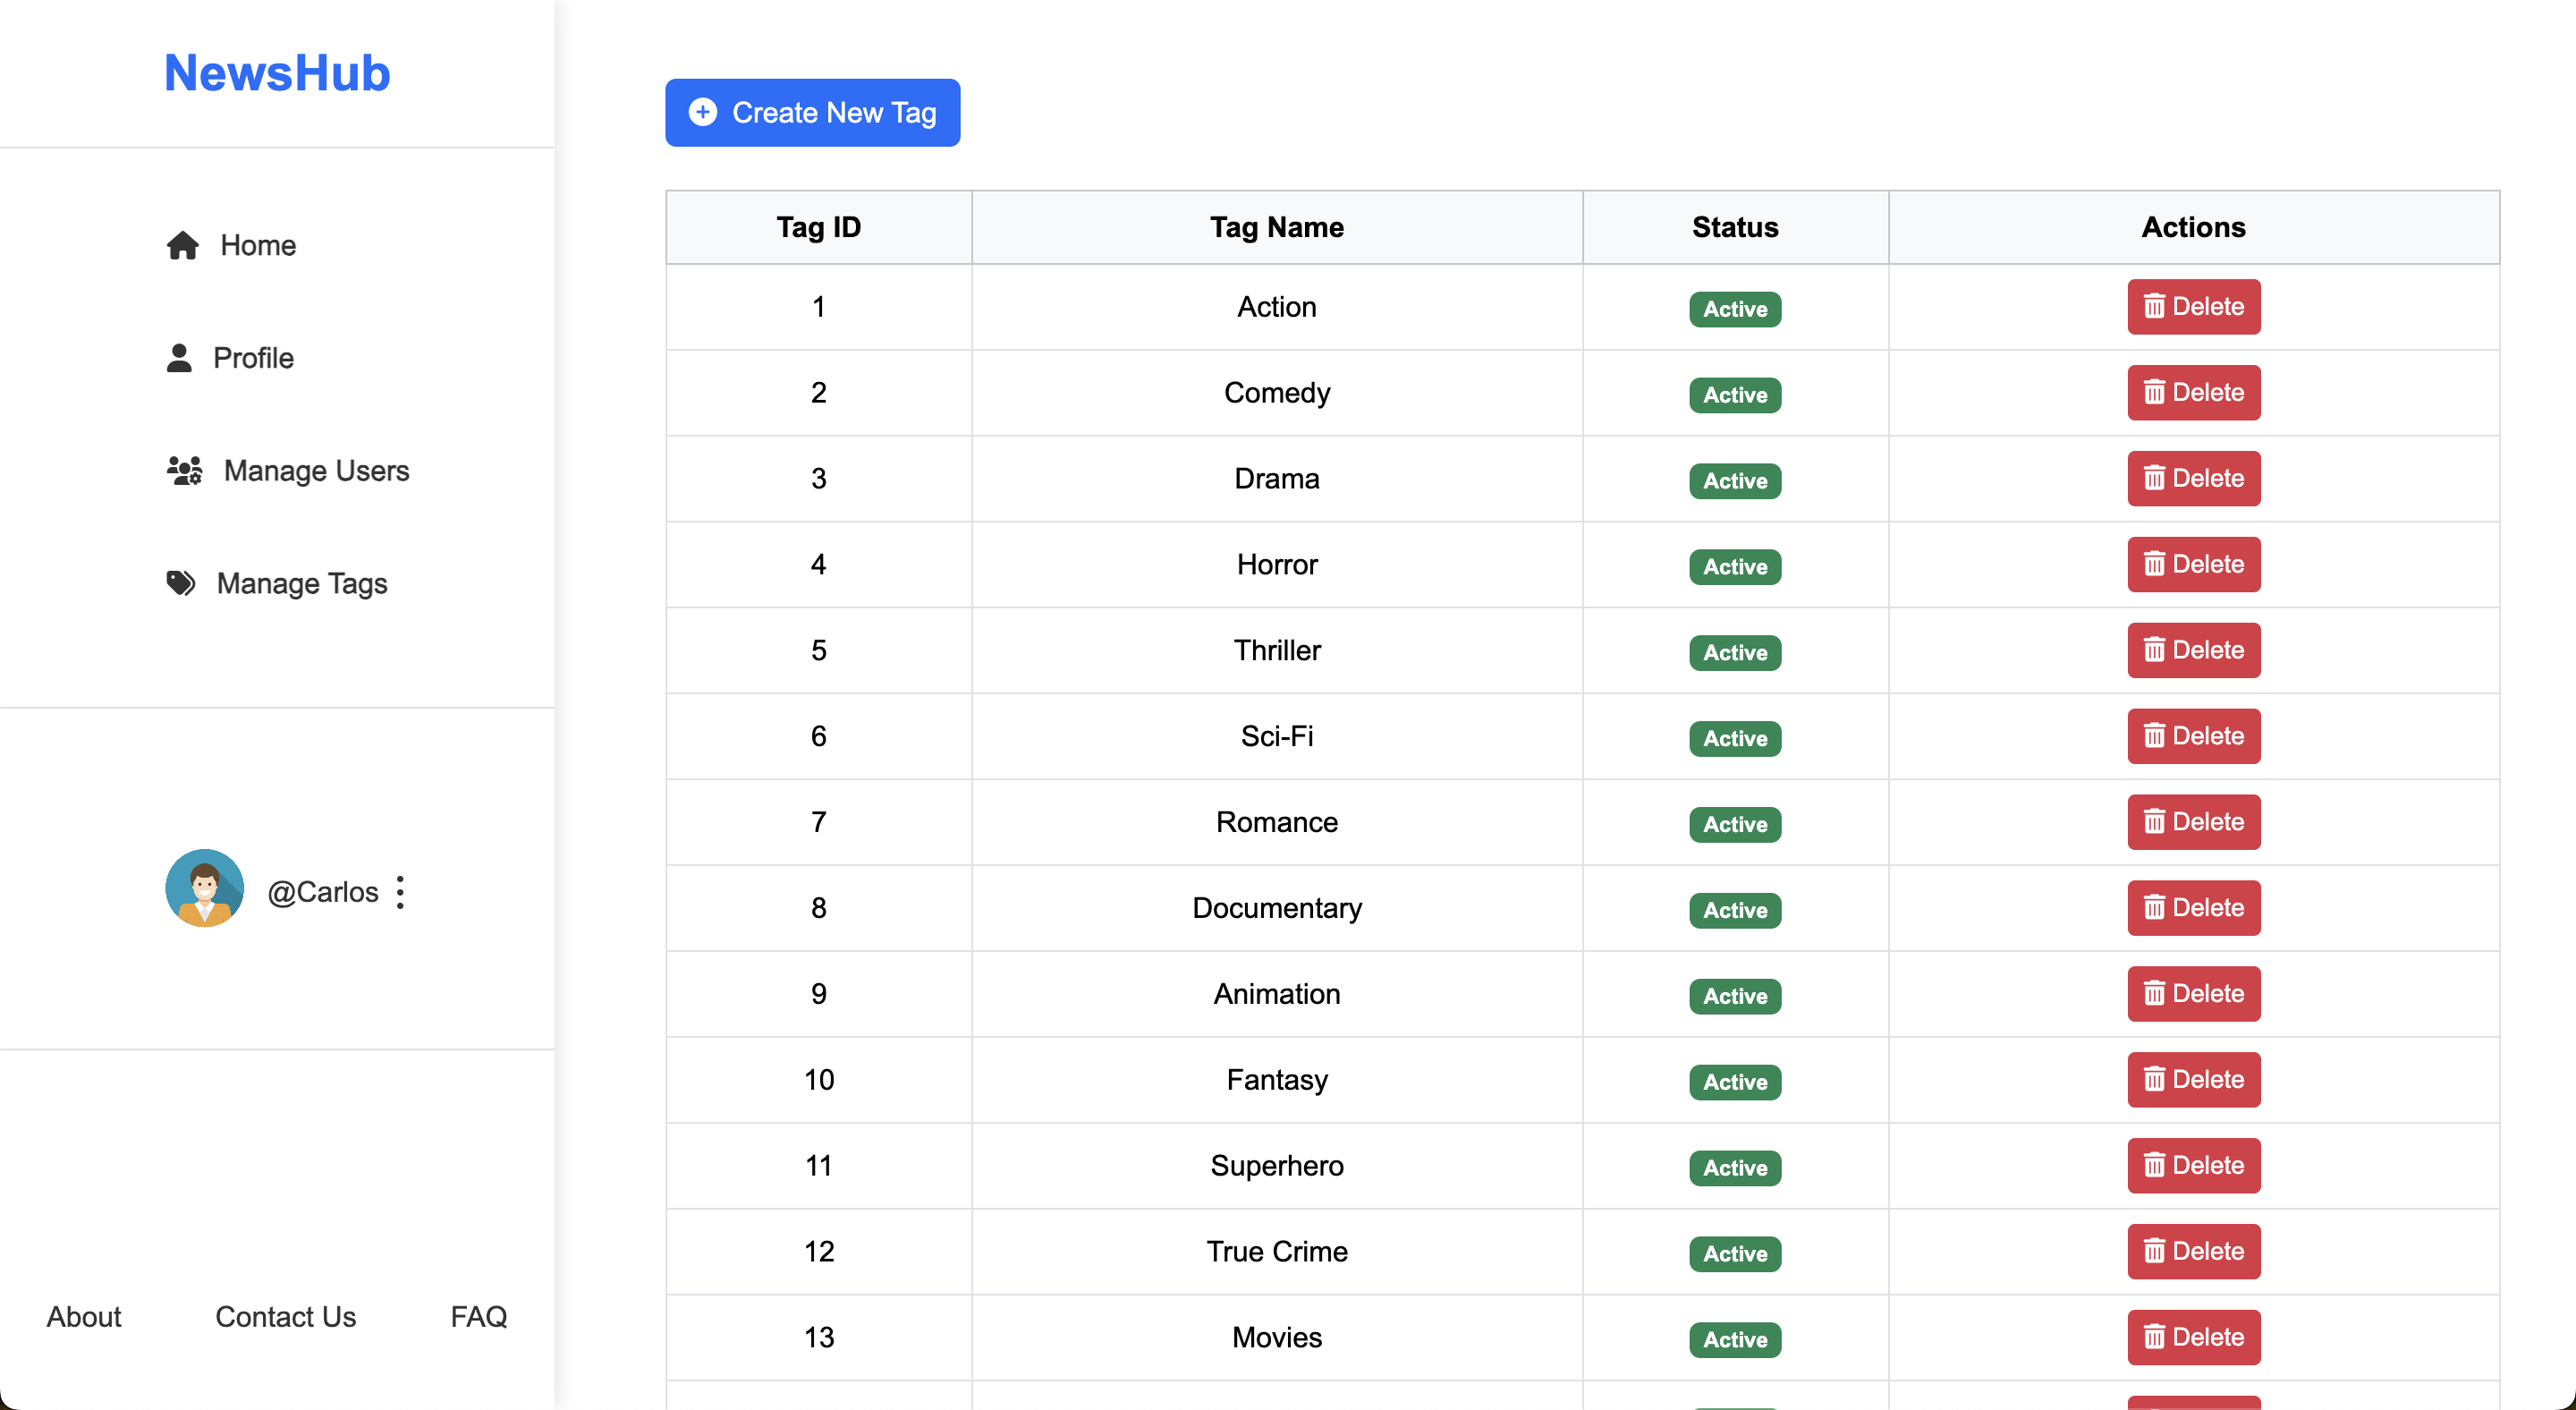 NewsHub
Home
Profile
Manage Users
Manage Tags
@Carlos
About Contact Us FAQ
Create New Tag
Tag ID Tag Name Status Actions
1 Action Active Delete
2 Comedy Active Delete
3 Drama Active Delete
4 Horror Active Delete
5 Thriller Active Delete
6 Sci-Fi Active Delete
7 Romance Active Delete
8 Documentary Active Delete
9 Animation Active Delete
10 Fantasy Active Delete
11 Superhero Active Delete
12 True Crime Active Delete
13 Movies Active Delete